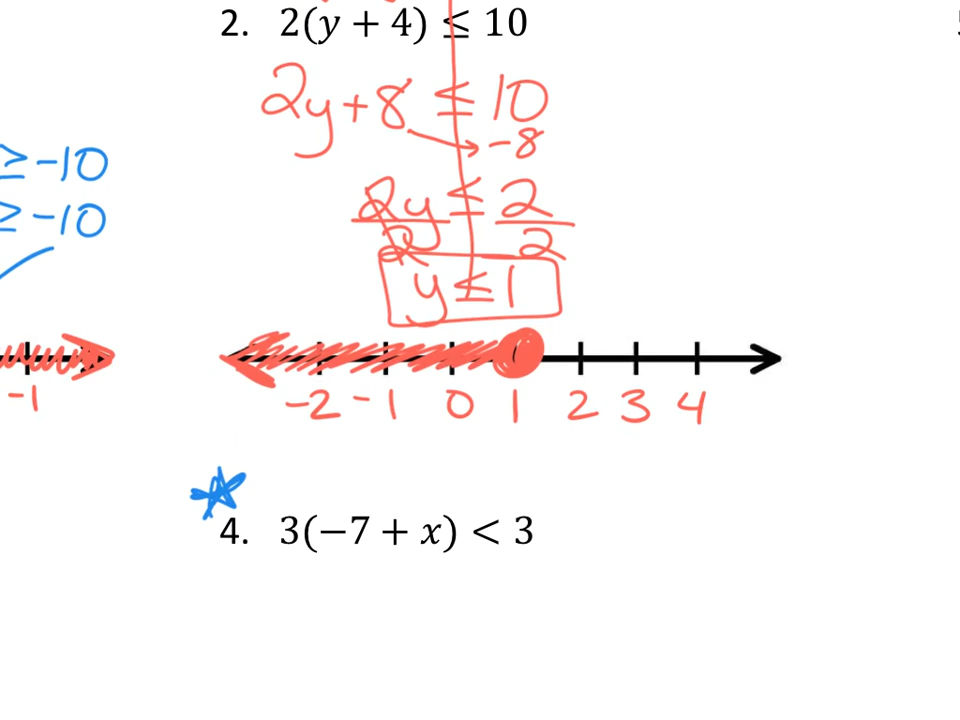 2. 2(y + 4) ≤ 10
2y+8 ≤ 10
-8
≥ -10
2y ≤ 2
≥ -10
2 2
y ≤ 1
-1
-2 -1 0 1 2 3 4
4. 3(−7 + x) < 3